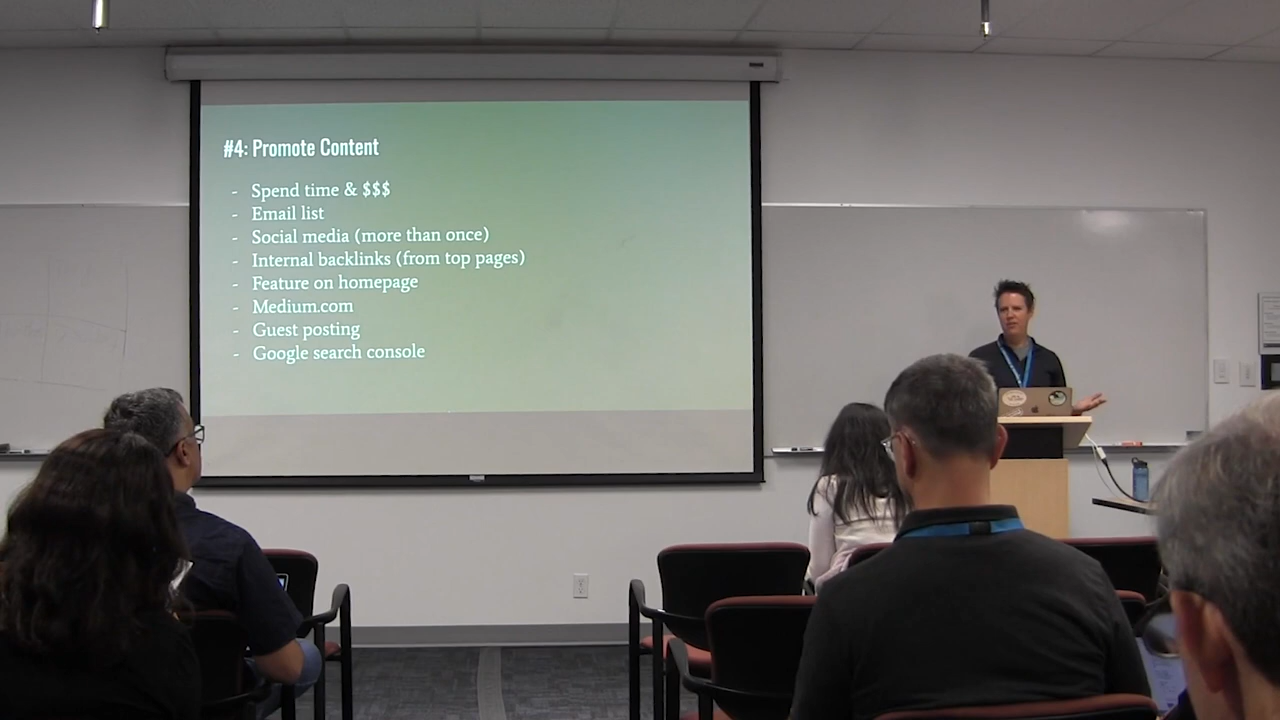 #4: Promote Content
- Spend time & $$$
- Email list
- Social media (more than once)
- Internal backlinks (from top pages)
- Feature on homepage
- Medium.com
- Guest posting
- Google search console